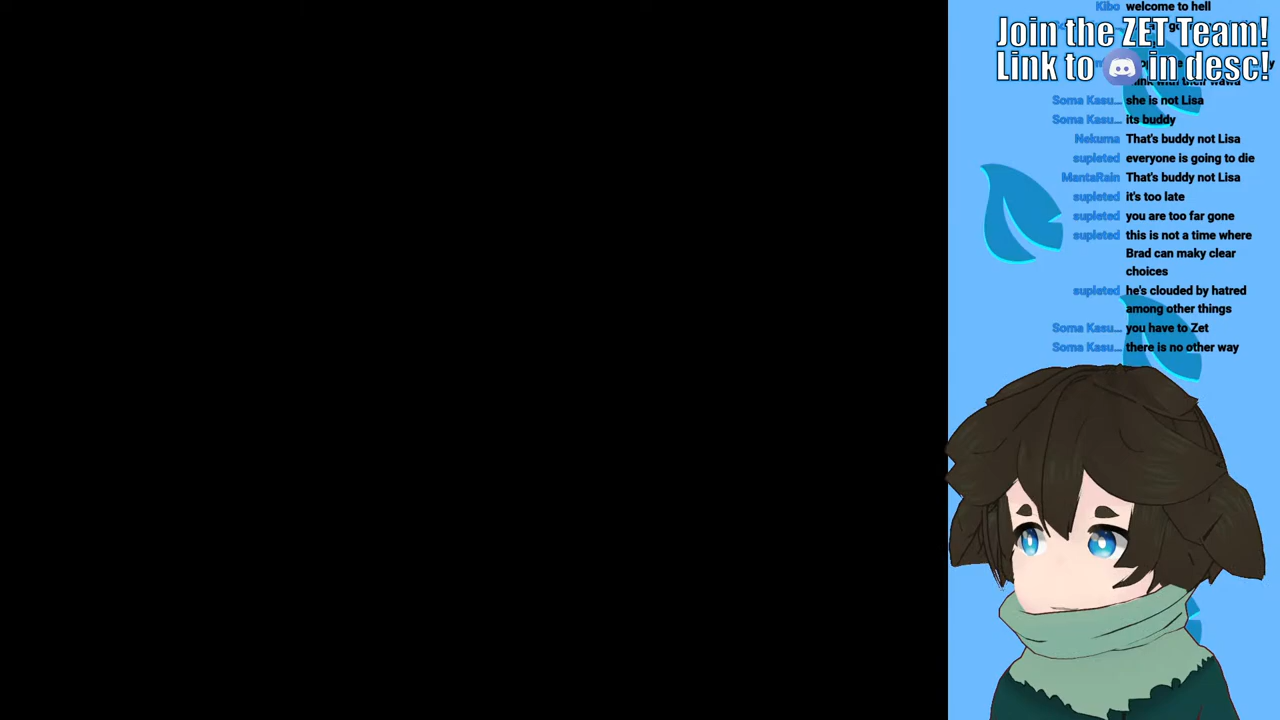 Kibo welcome to hell
Join the ZET Team!
Link to in desc!
Soma Kasu... she is not Lisa
Soma Kasu... its buddy
Nekuma That's buddy not Lisa
supleted everyone is going to die
MantaRain That's buddy not Lisa
supleted it's too late
supleted you are too far gone
supleted this is not a time where
Brad can maky clear
choices
supleted he's clouded by hatred
among other things
Soma Kasu... you have to Zet
Soma Kasu... there is no other way